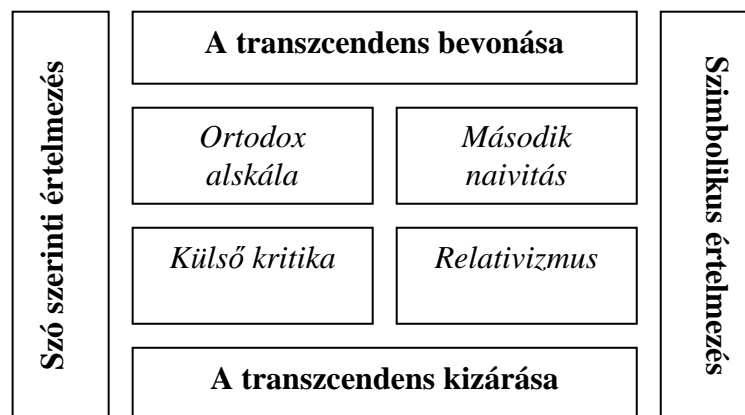 Szó szerinti értelmezés
A transzcendens bevonása
Ortodox
alskála
Második
naivitás
Külső kritika
Relativizmus
A transzcendens kizárása
Szimbolikus értelmezés